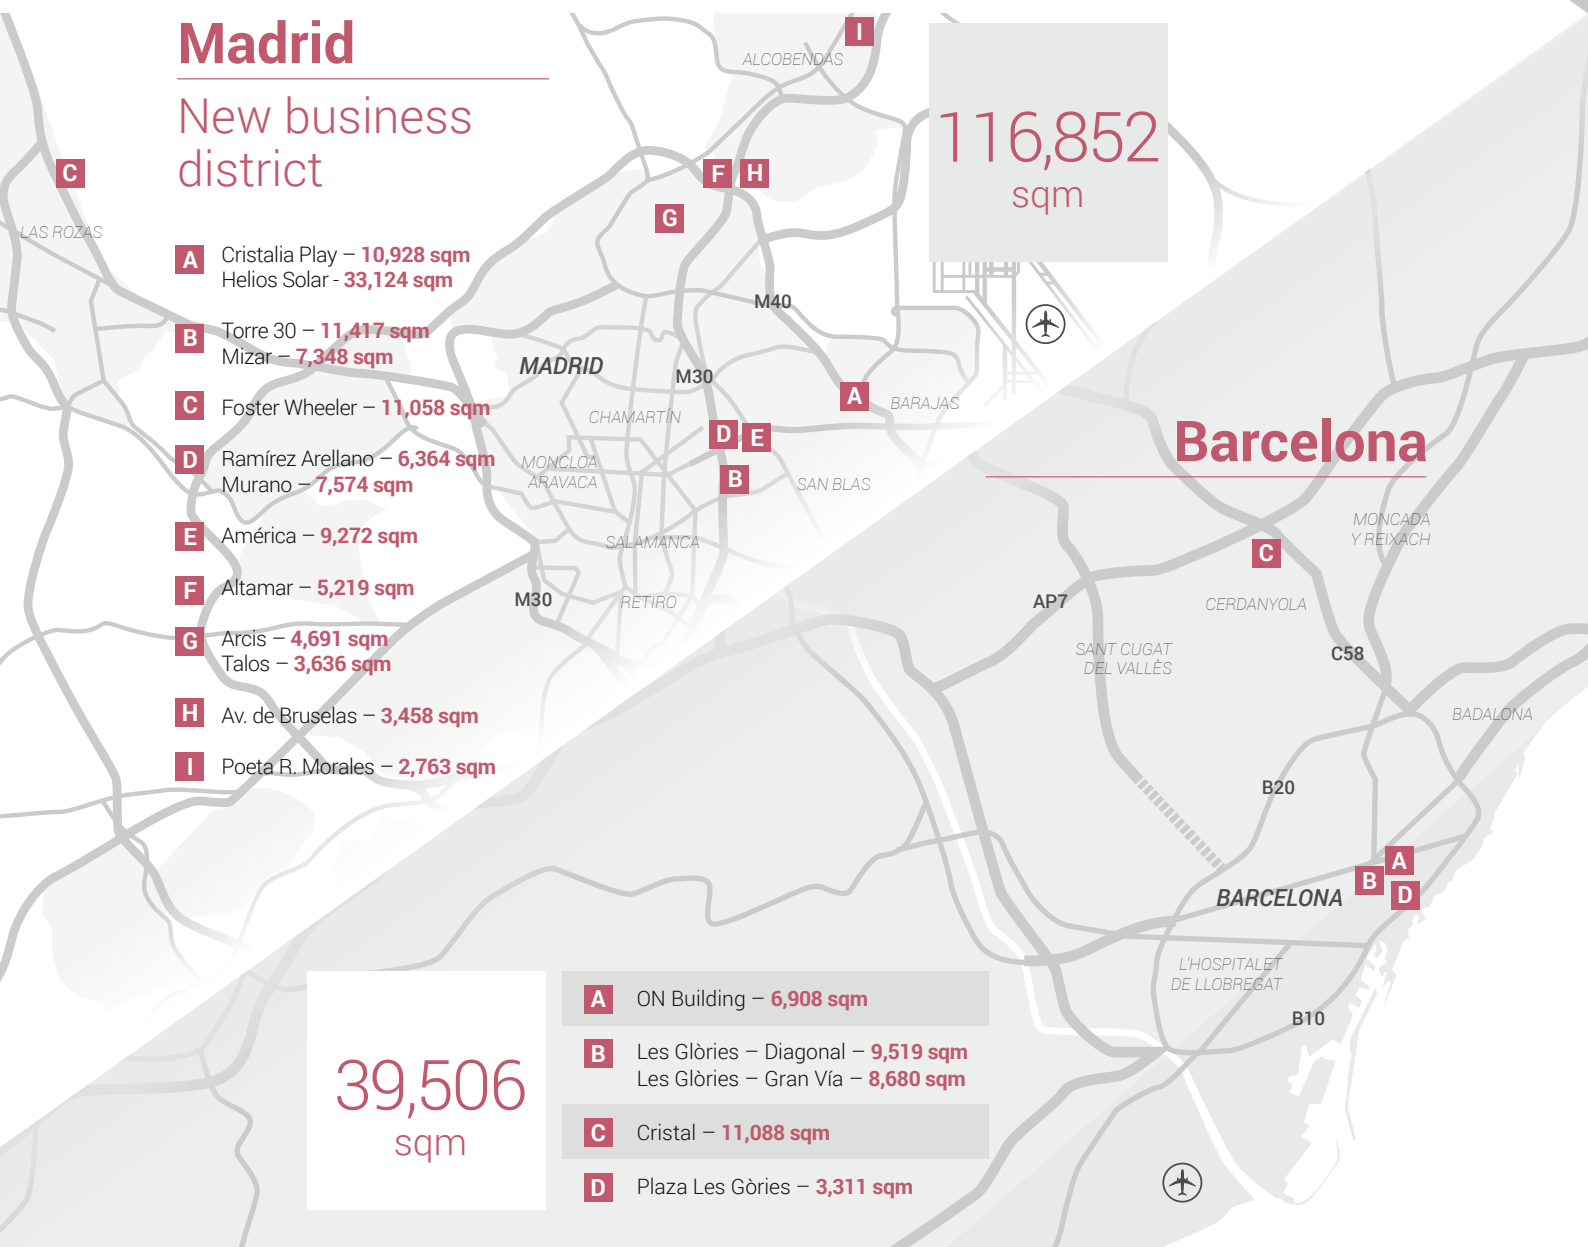 Madrid
New business
district
A
Cristalia Play – 10,928 sqm
Helios Solar - 33,124 sqm
B
Torre 30 – 11,417 sqm
Mizar – 7,348 sqm
C
Foster Wheeler – 11,058 sqm
D
Ramírez Arellano – 6,364 sqm
Murano – 7,574 sqm
E
América – 9,272 sqm
F
Altamar – 5,219 sqm
G
Arcis – 4,691 sqm
Talos – 3,636 sqm
H
Av. de Bruselas – 3,458 sqm
I
Poeta R. Morales – 2,763 sqm
116,852
sqm
I
ALCOBENDAS
C
LAS ROZAS
F
H
G
M40
MADRID
M30
A
BARAJAS
CHAMARTÍN
D
E
MONCLOA
ARAVACA
B
SAN BLAS
SALAMANCA
M30
RETIRO
Barcelona
MONCADA
Y REIXACH
C
AP7
CERDANYOLA
SANT CUGAT
DEL VALLÈS
C58
BADALONA
B20
A
B
D
BARCELONA
L'HOSPITALET
DE LLOBREGAT
B10
39,506
sqm
A
ON Building – 6,908 sqm
B
Les Glòries – Diagonal – 9,519 sqm
Les Glòries – Gran Vía – 8,680 sqm
C
Cristal – 11,088 sqm
D
Plaza Les Gòries – 3,311 sqm